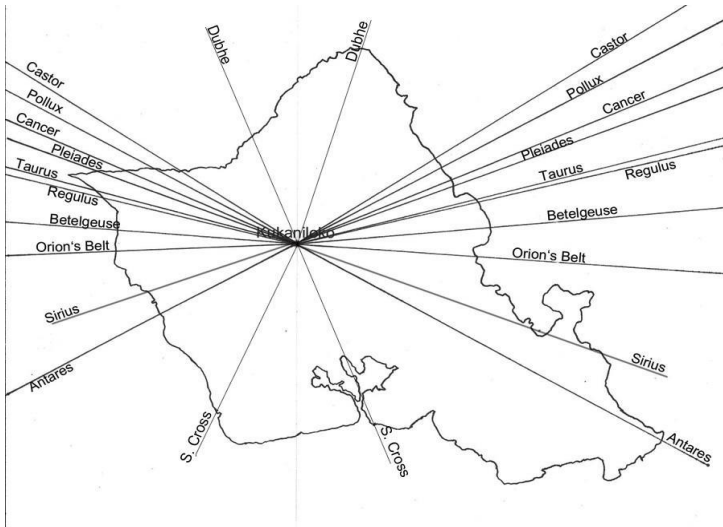 Dubhe
Dubhe
Castor
Castor
Pollux
Pollux
Cancer
Cancer
Pleiades
Pleiades
Taurus
Taurus
Regulus
Regulus
Betelgeuse
Betelgeuse
Kukaniloko
Orion's Belt
Orion's Belt
Sirius
Sirius
Antares
Antares
S. Cross
S. Cross